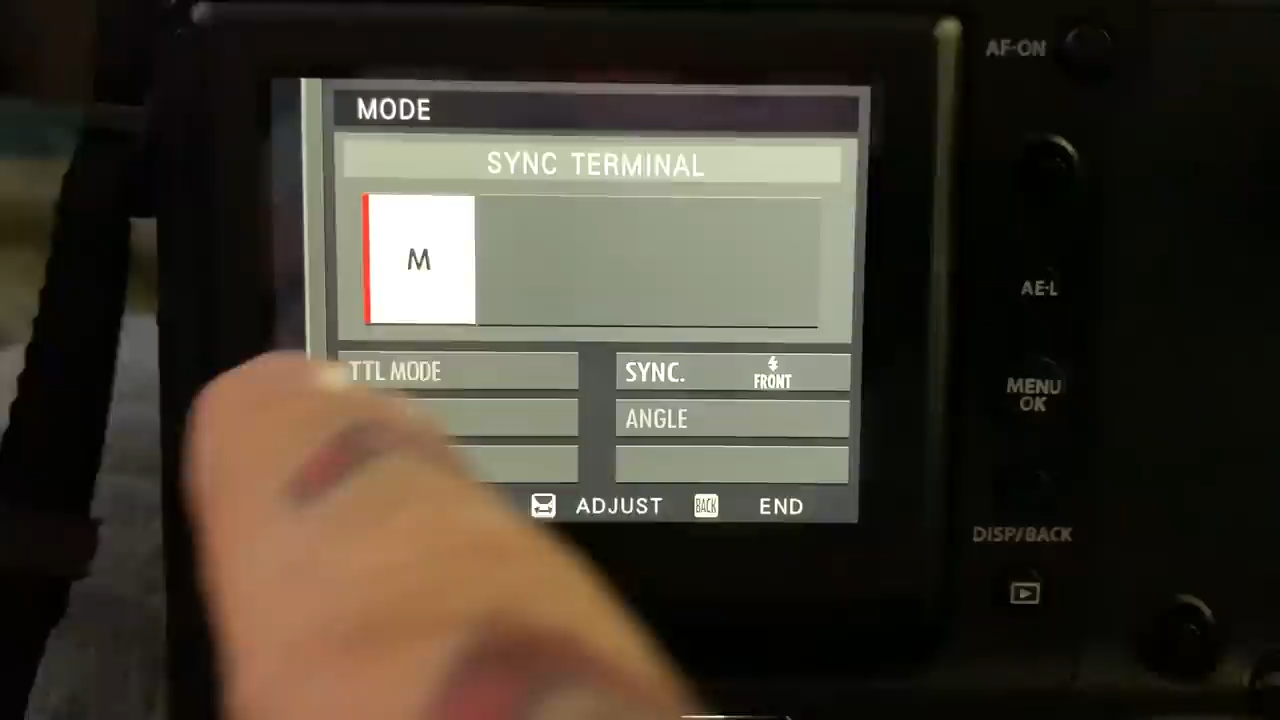 MODE
SYNC TERMINAL
M
TTL MODE
SYNC. FRONT
ANGLE
ADJUST BACK END
AF-ON
AE-L
MENU
OK
DISP/BACK